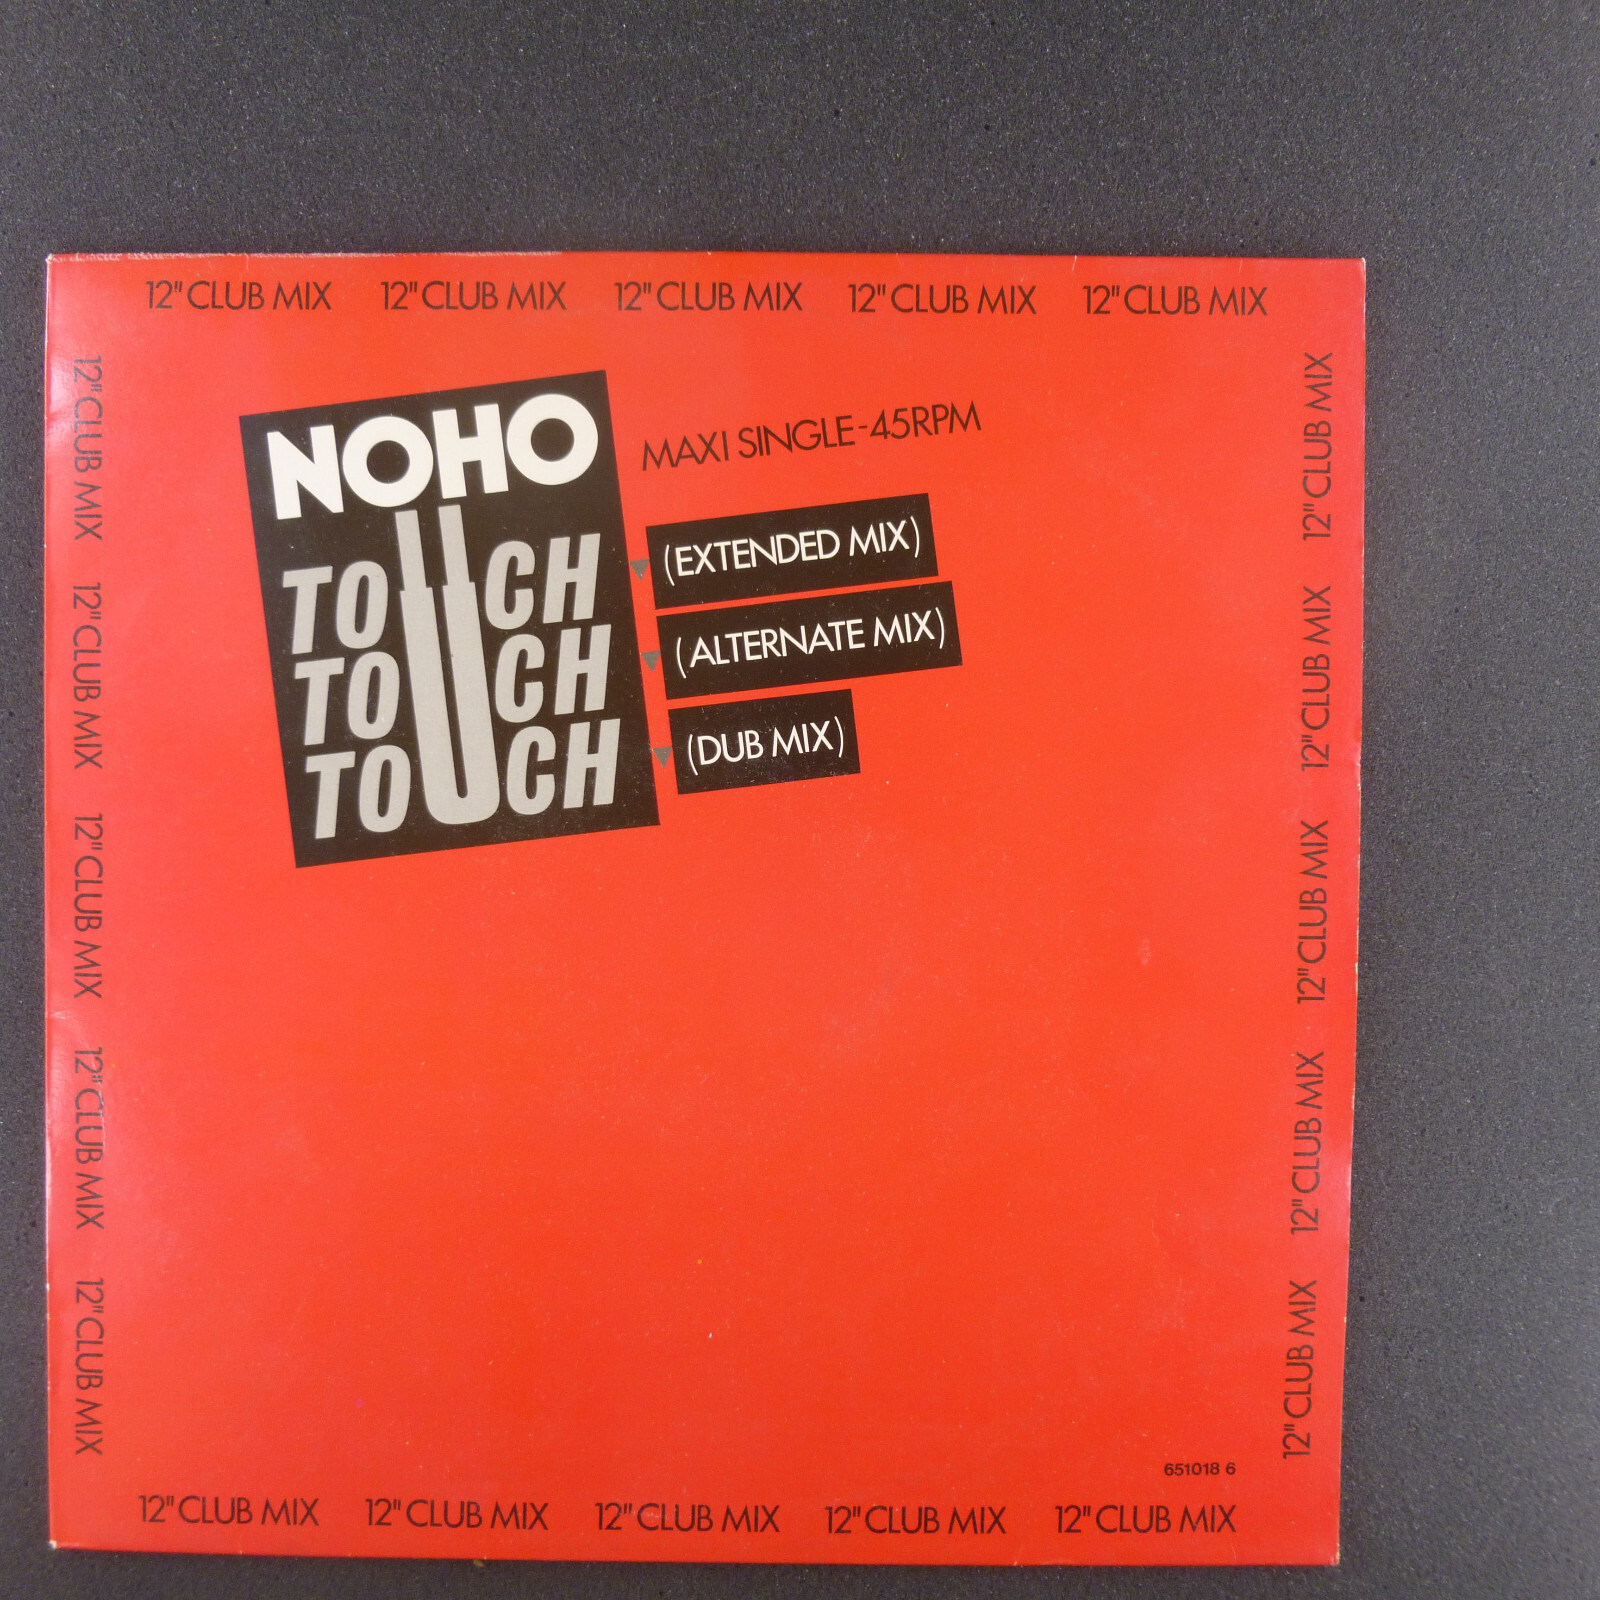 12" CLUB MIX 12" CLUB MIX 12" CLUB MIX 12" CLUB MIX 12" CLUB MIX
NOHO
TOUCH
TOUCH
TOUCH
MAXI SINGLE-45RPM
(EXTENDED MIX)
(ALTERNATE MIX)
(DUB MIX)
12" CLUB MIX 12" CLUB MIX 12" CLUB MIX 12" CLUB MIX 12" CLUB MIX
12" CLUB MIX 12" CLUB MIX 12" CLUB MIX 12" CLUB MIX 12" CLUB MIX
651018 6
12" CLUB MIX 12" CLUB MIX 12" CLUB MIX 12" CLUB MIX 12" CLUB MIX